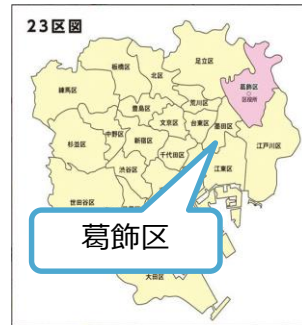 23区図
足立区
板橋区
北区
葛飾区
区役所
練馬区
荒川区
豊島区
文京区
台東区
墨田区
中野区
杉並区
新宿区
千代田区
江戸川区
渋谷区
江東区
世田谷区
葛飾区
大田区